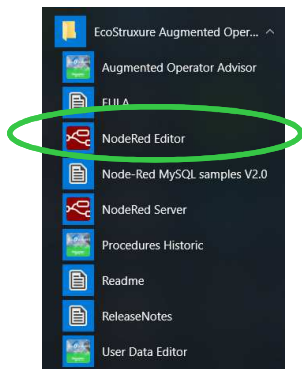 EcoStruxure Augmented Oper...
Augmented Operator Advisor
EULA
NodeRed Editor
Node-Red MySQL samples V2.0
NodeRed Server
Procedures Historic
Readme
ReleaseNotes
User Data Editor